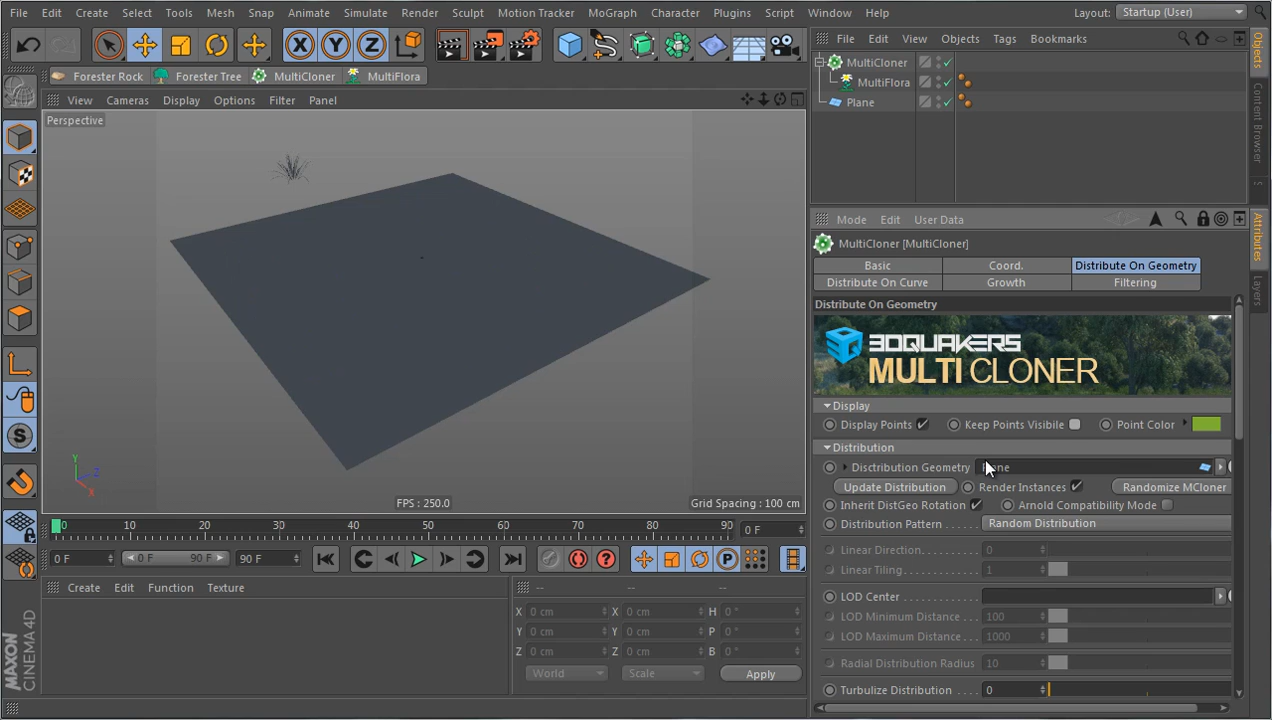 File Edit Create Select Tools Mesh Snap Animate Simulate Render Sculpt Motion Tracker MoGraph Character Plugins Script Window Help Layout: Startup (User)
X Y Z
File Edit View Objects Tags Bookmarks
MultiCloner
MultiFlora
Plane
Forester Rock Forester Tree MultiCloner MultiFlora
View Cameras Display Options Filter Panel
Perspective
Y
Z
X
FPS : 250.0
Grid Spacing : 100 cm
Mode Edit User Data
MultiCloner [MultiCloner]
Basic Coord. Distribute On Geometry
Distribute On Curve Growth Filtering
Distribute On Geometry
3DQUAKERS
MULTI CLONER
Display
Display Points Keep Points Visibile Point Color
Distribution
Disctribution Geometry
Update Distribution Render Instances Randomize MCloner
Inherit DistGeo Rotation Arnold Compatibility Mode
Distribution Pattern Random Distribution
Linear Direction 0
Linear Tiling 1
LOD Center
LOD Minimum Distance 100
LOD Maximum Distance 1000
Radial Distribution Radius 10
Turbulize Distribution 0
Objects
Content Browser
S
Attributes
Layers
0 10 20 30 40 50 60 70 80 90 0 F
0 F 0 F 90 F 90 F
P
Create Edit Function Texture
-- -- --
X 0 cm X 0 cm H 0 °
Y 0 cm Y 0 cm P 0 °
Z 0 cm Z 0 cm B 0 °
World Scale Apply
MAXON
CINEMA 4D